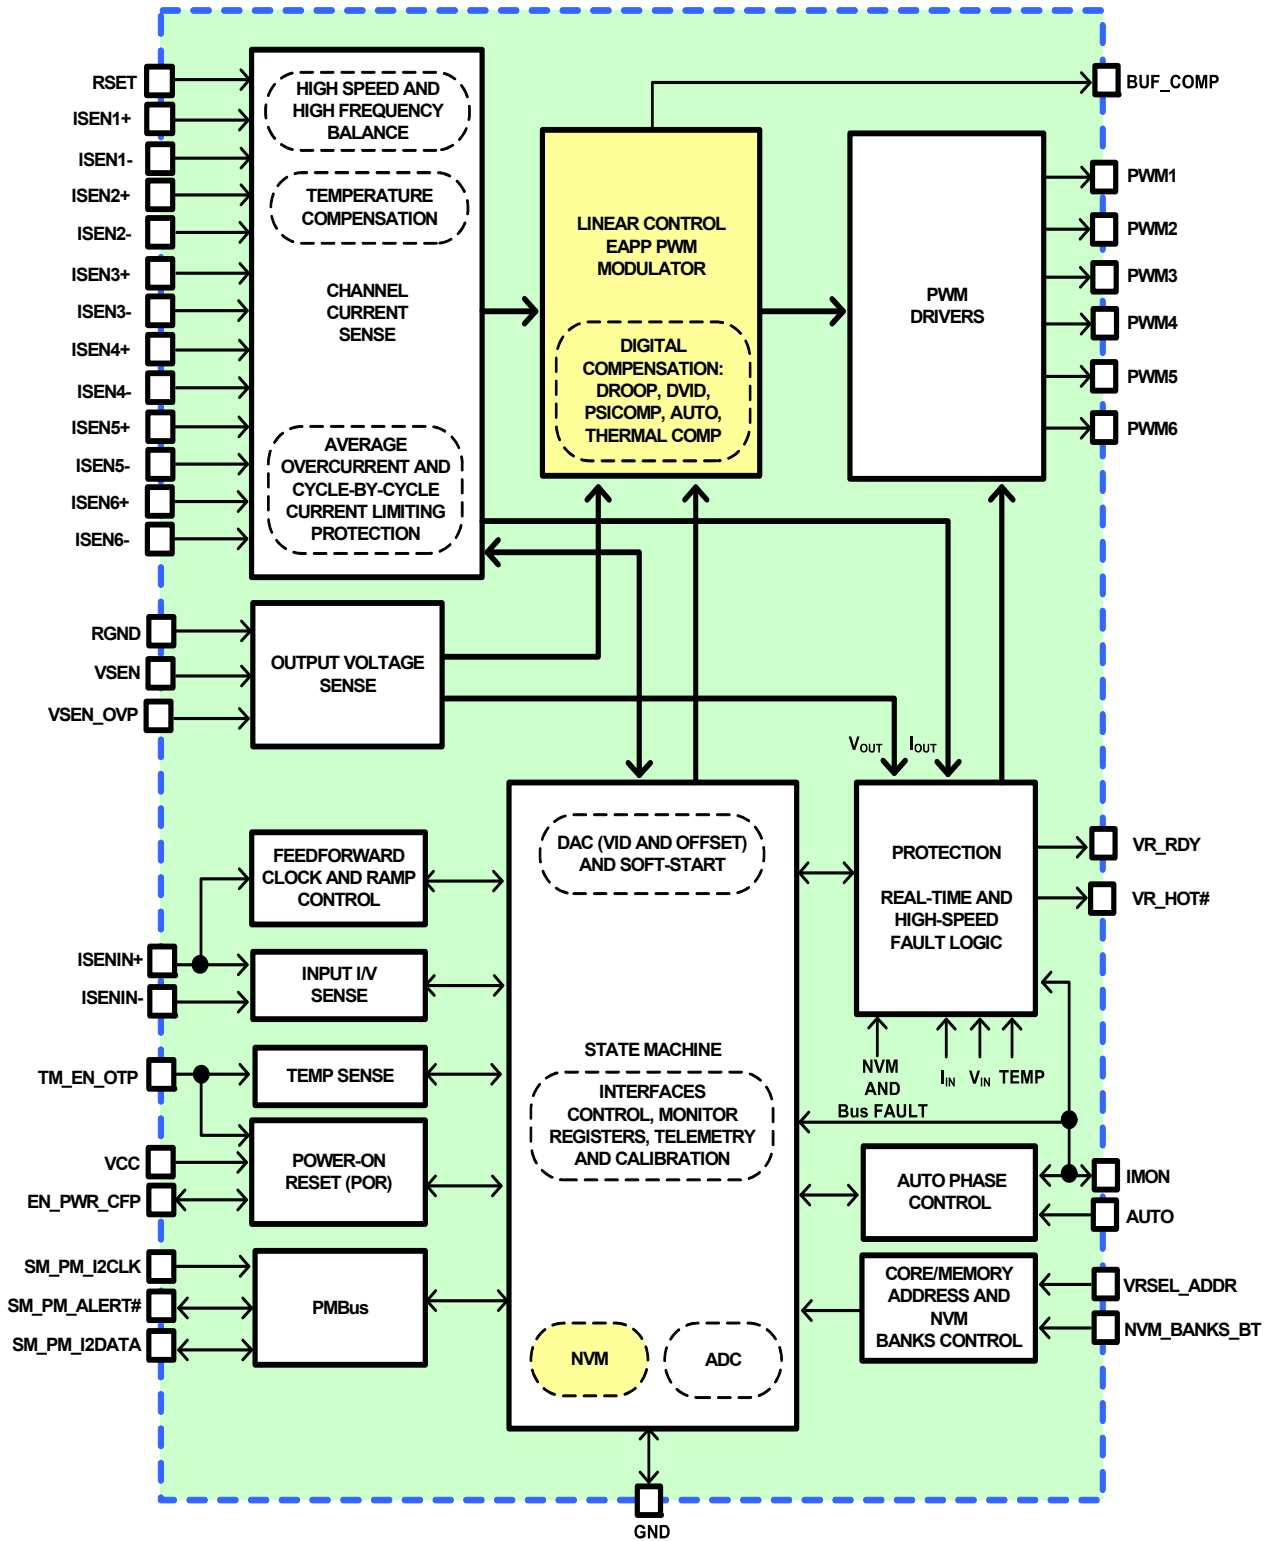 RSET
ISEN1+
ISEN1-
ISEN2+
ISEN2-
ISEN3+
ISEN3-
ISEN4+
ISEN4-
ISEN5+
ISEN5-
ISEN6+
ISEN6-
HIGH SPEED AND
HIGH FREQUENCY
BALANCE
TEMPERATURE
COMPENSATION
CHANNEL
CURRENT
SENSE
AVERAGE
OVERCURRENT AND
CYCLE-BY-CYCLE
CURRENT LIMITING
PROTECTION
LINEAR CONTROL
EAPP PWM
MODULATOR
DIGITAL
COMPENSATION:
DROOP, DVID,
PSICOMP, AUTO,
THERMAL COMP
PWM
DRIVERS
BUF_COMP
PWM1
PWM2
PWM3
PWM4
PWM5
PWM6
RGND
VSEN
VSEN_OVP
OUTPUT VOLTAGE
SENSE
VOUT
IOUT
FEEDFORWARD
CLOCK AND RAMP
CONTROL
ISENIN+
ISENIN-
INPUT I/V
SENSE
TM_EN_OTP
TEMP SENSE
VCC
EN_PWR_CFP
POWER-ON
RESET (POR)
SM_PM_I2CLK
SM_PM_ALERT#
SM_PM_I2DATA
PMBus
DAC (VID AND OFFSET)
AND SOFT-START
STATE MACHINE
INTERFACES
CONTROL, MONITOR
REGISTERS, TELEMETRY
AND CALIBRATION
NVM
ADC
PROTECTION
REAL-TIME AND
HIGH-SPEED
FAULT LOGIC
VR_RDY
VR_HOT#
NVM
AND
Bus FAULT
IIN
VIN
TEMP
AUTO PHASE
CONTROL
IMON
AUTO
CORE/MEMORY
ADDRESS AND
NVM
BANKS CONTROL
VRSEL_ADDR
NVM_BANKS_BT
GND